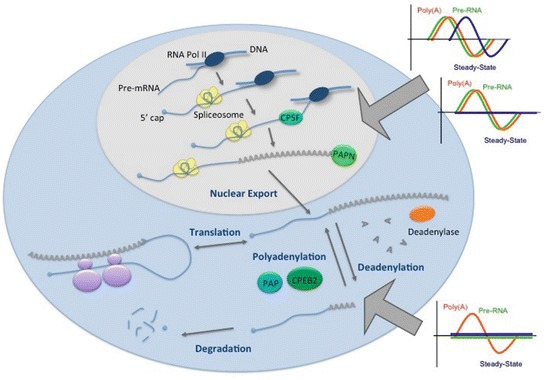 Poly(A)
Pre-RNA
Steady-State
RNA Pol II
DNA
Pre-mRNA
Poly(A)
Pre-RNA
Steady-State
5' cap
Spliceosome
CPSF
PAPN
Nuclear Export
Translation
Deadenylase
Polyadenylation
Deadenylation
PAP
CPEB2
Poly(A)
Pre-RNA
Steady-State
Degradation